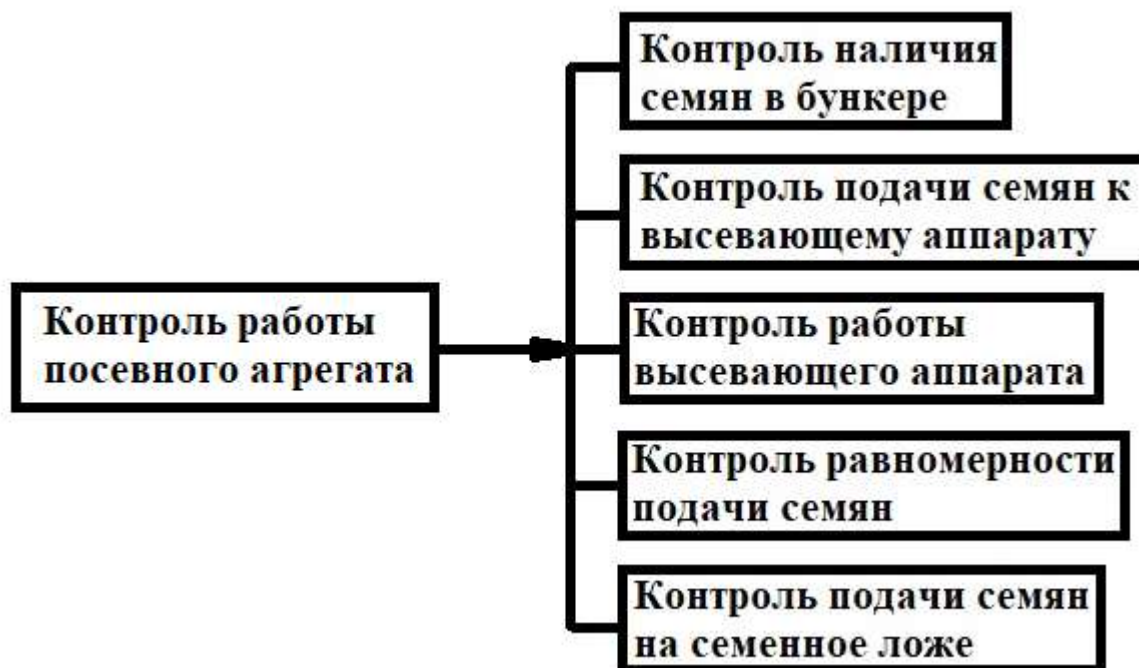 Контроль наличия
семян в бункере
Контроль подачи семян к
высевающему аппарату
Контроль работы
посевного агрегата
Контроль работы
высевающего аппарата
Контроль равномерности
подачи семян
Контроль подачи семян
на семенное ложе